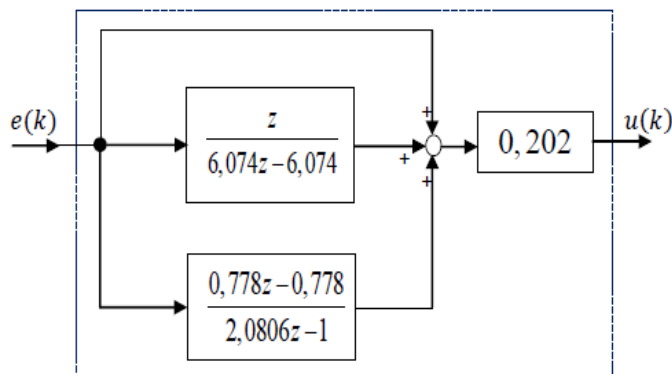 e(k)
z
6,074z−6,074
+
+
+
0,202
u(k)
0,778z−0,778
2,0806z−1